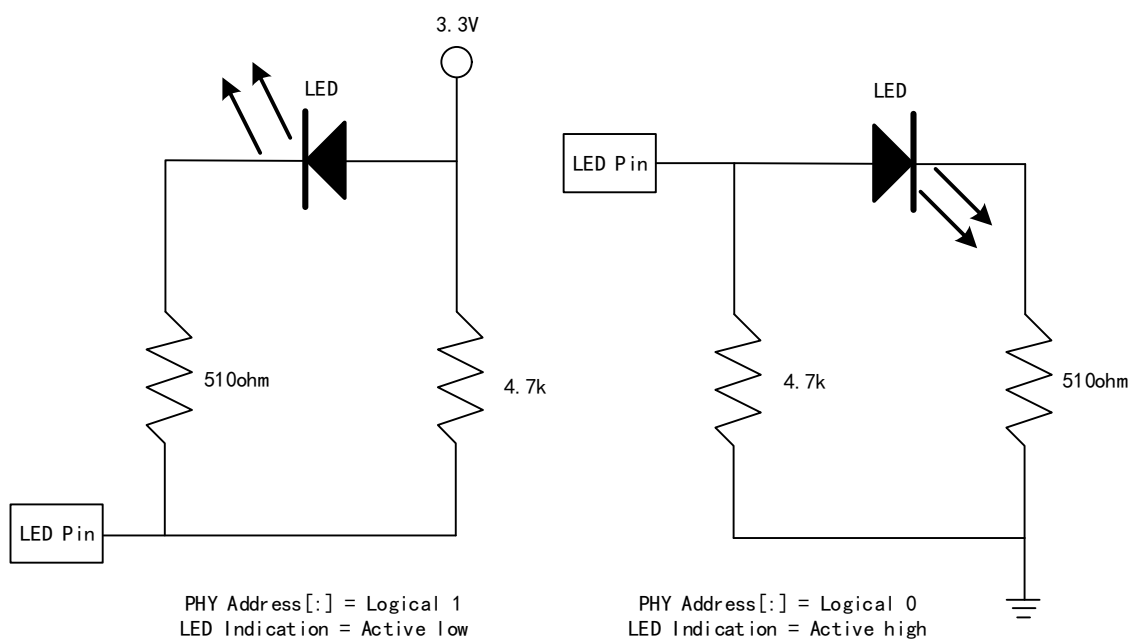 3.3V
LED
LED
LED Pin
510ohm
4.7k
4.7k
510ohm
LED Pin
PHY Address[:] = Logical 1
LED Indication = Active low
PHY Address[:] = Logical 0
LED Indication = Active high